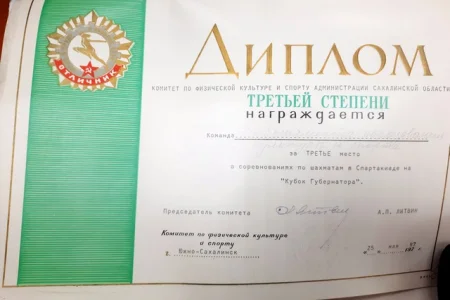 ОТЛИЧНИК
ДИПЛОМ
КОМИТЕТ ПО ФИЗИЧЕСКОЙ КУЛЬТУРЕ И СПОРТУ АДМИНИСТРАЦИИ САХАЛИНСКОЙ ОБЛАСТИ
ТРЕТЬЕЙ СТЕПЕНИ
награждается
Команда
за ТРЕТЬЕ место
в соревнованиях по шахматам в Спартакиаде на
"Кубок Губернатора".
Председатель комитета А.П. ЛИТВИН
Комитет по физической культуре
и спорту
г. Южно-Сахалинск